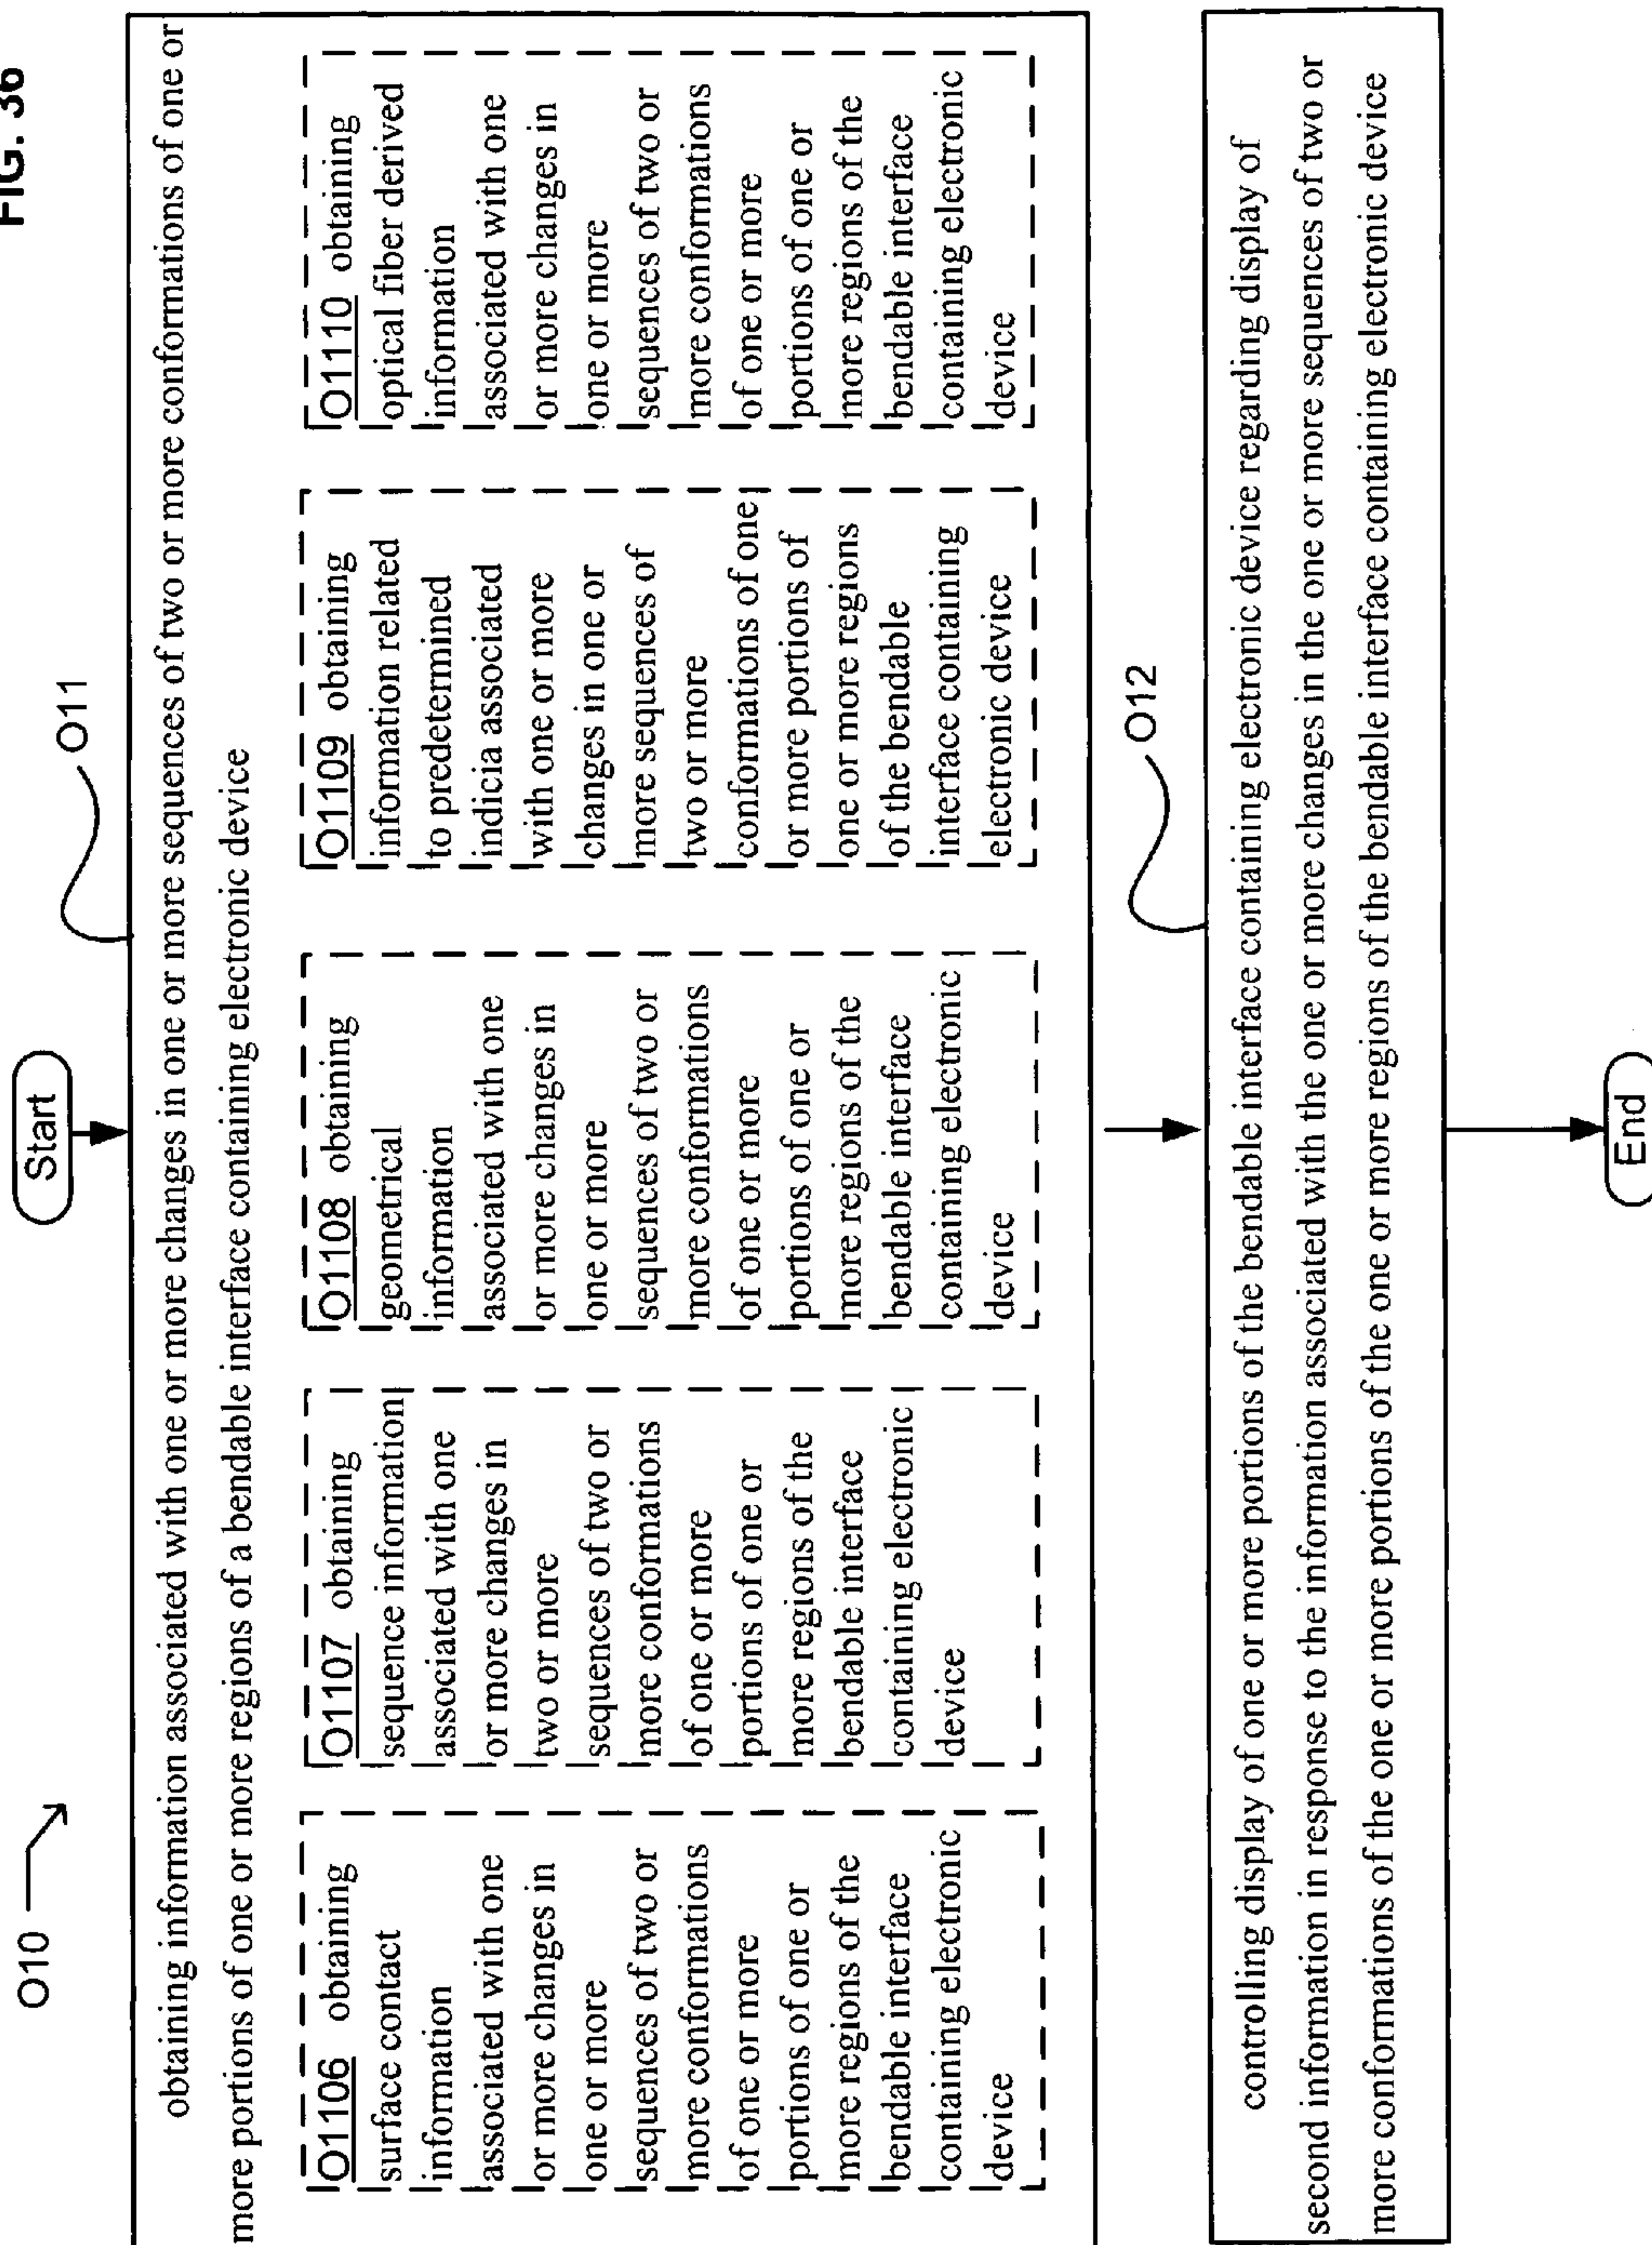 FIG. 36
O10
Start
O11
obtaining information associated with one or more changes in one or more sequences of two or more conformations of one or
more portions of one or more regions of a bendable interface containing electronic device
O1106 obtaining
surface contact
information
associated with one
or more changes in
one or more
sequences of two or
more conformations
of one or more
portions of one or
more regions of the
bendable interface
containing electronic
device
O1107 obtaining
sequence information
associated with one
or more changes in
two or more
sequences of two or
more conformations
of one or more
portions of one or
more regions of the
bendable interface
containing electronic
device
O1108 obtaining
geometrical
information
associated with one
or more changes in
one or more
sequences of two or
more conformations
of one or more
portions of one or
more regions of the
bendable interface
containing electronic
device
O1109 obtaining
information related
to predetermined
indicia associated
with one or more
changes in one or
more sequences of
two or more
conformations of one
or more portions of
one or more regions
of the bendable
interface containing
electronic device
O1110 obtaining
optical fiber derived
information
associated with one
or more changes in
one or more
sequences of two or
more conformations
of one or more
portions of one or
more regions of the
bendable interface
containing electronic
device
O12
controlling display of one or more portions of the bendable interface containing electronic device regarding display of
second information in response to the information associated with the one or more changes in the one or more sequences of two or
more conformations of the one or more portions of the one or more regions of the bendable interface containing electronic device
End